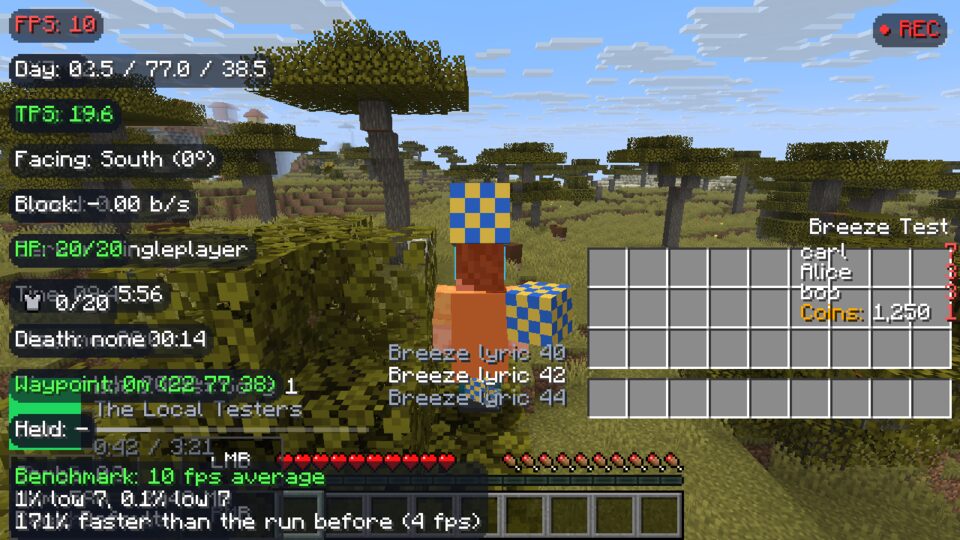 FPS: 10
REC
Day: 0 / 77.0 / 38.5
TPS: 19.6
Facing: South (0°)
Block: -0.00 b/s
Breeze Test
HP: 20/20 ingleplayer
carl 7
Alice 3
bob 3
Coins: 1,250 1
0/20 5:56
Death: none 00:14
Breeze lyric 40
Breeze lyric 42
Breeze lyric 44
Waypoint: 0m (22 77 38) 1
The Local Testers
Held: -
0:42 / 3:21
LMB
Benchmark: 10 fps average
1% low 7, 0.1% low 7
171% faster than the run before (4 fps)